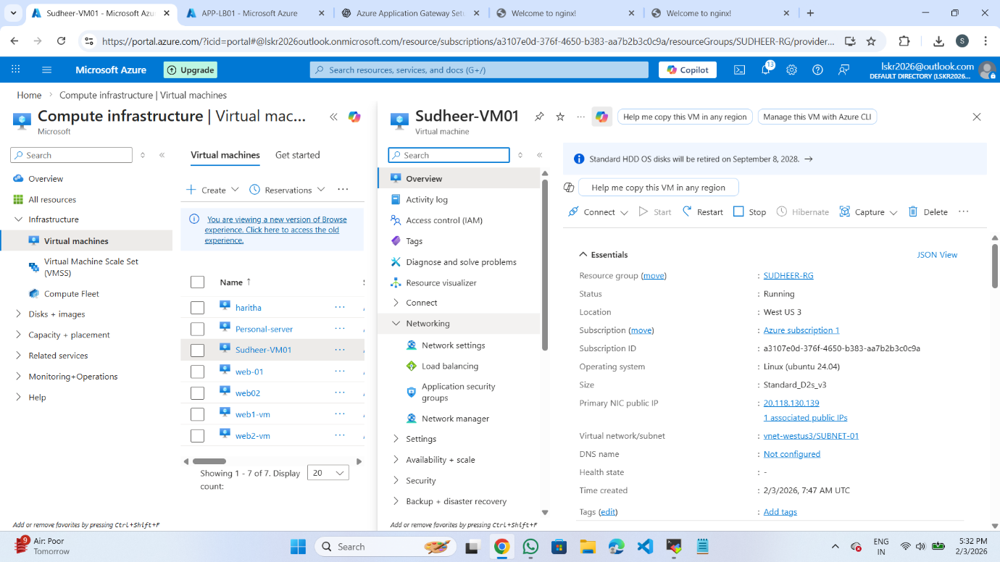 Sudheer-VM01 - Microsoft Azu
APP-LB01 - Microsoft Azure
Azure Application Gateway Setu
Welcome to nginx!
Welcome to nginx!
https://portal.azure.com/?icid=portal#@lskr2026outlook.onmicrosoft.com/resource/subscriptions/a3107e0d-376f-4650-b383-aa7b2b3c0c9a/resourceGroups/SUDHEER-RG/provider...
S
Microsoft Azure
Upgrade
Search resources, services, and docs (G+/)
Copilot
13
lskr2026@outlook.com
DEFAULT DIRECTORY (LSKR2026...
Home > Compute infrastructure | Virtual machines
Compute infrastructure | Virtual mac...
Microsoft
Search
Overview
All resources
Infrastructure
Virtual machines
Virtual Machine Scale Set
(VMSS)
Compute Fleet
Disks + images
Capacity + placement
Related services
Monitoring+Operations
Help
Add or remove favorites by pressing Ctrl+Shift+F
Virtual machines
Get started
Create
Reservations
You are viewing a new version of Browse
experience. Click here to access the old
experience.
Name ↑
haritha
Personal-server
Sudheer-VM01
web-01
web02
web1-vm
web2-vm
Showing 1 - 7 of 7. Display
count:
20
Sudheer-VM01
Virtual machine
Help me copy this VM in any region
Manage this VM with Azure CLI
Search
Overview
Activity log
Access control (IAM)
Tags
Diagnose and solve problems
Resource visualizer
Connect
Networking
Network settings
Load balancing
Application security
groups
Network manager
Settings
Availability + scale
Security
Backup + disaster recovery
Add or remove favorites by pressing Ctrl+Shift+F
Standard HDD OS disks will be retired on September 8, 2028. →
Help me copy this VM in any region
Connect
Start
Restart
Stop
Hibernate
Capture
Delete
Essentials
JSON View
Resource group (move) : SUDHEER-RG
Status : Running
Location : West US 3
Subscription (move) : Azure subscription 1
Subscription ID : a3107e0d-376f-4650-b383-aa7b2b3c0c9a
Operating system : Linux (ubuntu 24.04)
Size : Standard_D2s_v3
Primary NIC public IP : 20.118.130.139
1 associated public IPs
Virtual network/subnet : vnet-westus3/SUBNET-01
DNS name : Not configured
Health state : -
Time created : 2/3/2026, 7:47 AM UTC
Tags (edit) : Add tags
9
Air: Poor
Tomorrow
Search
ENG
IN
5:32 PM
2/3/2026